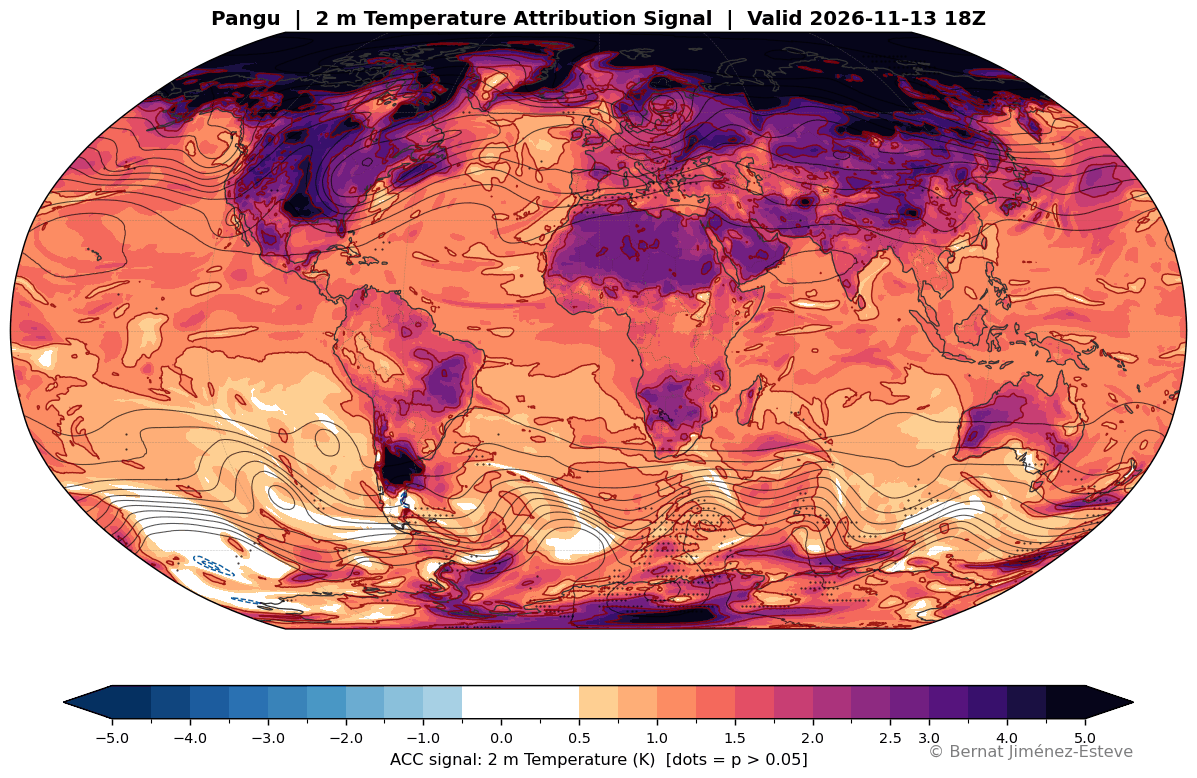 Pangu | 2 m Temperature Attribution Signal | Valid 2026-11-13 18Z
−5.0 −4.0 −3.0 −2.0 −1.0 0.0 0.5 1.0 1.5 2.0 2.5 3.0 4.0 5.0
ACC signal: 2 m Temperature (K) [dots = p > 0.05]
© Bernat Jiménez-Esteve